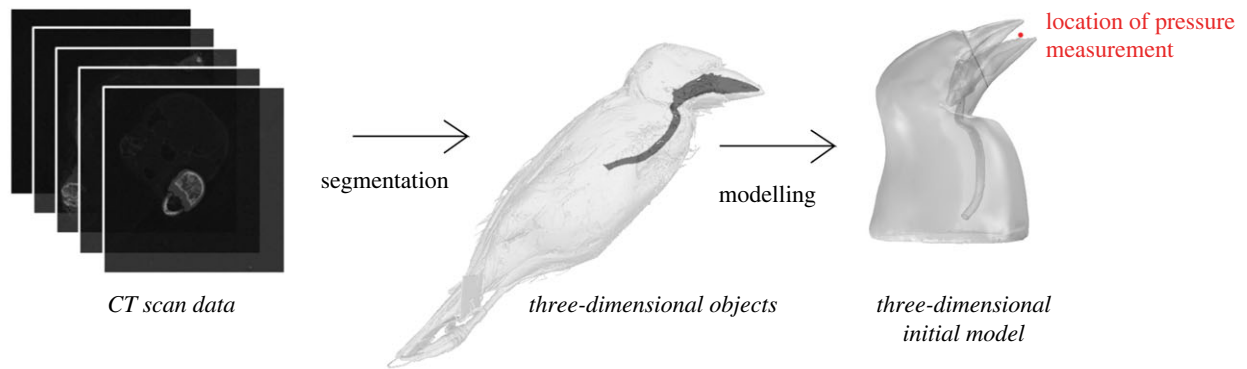 location of pressure
measurement
segmentation
modelling
CT scan data
three-dimensional objects
three-dimensional
initial model